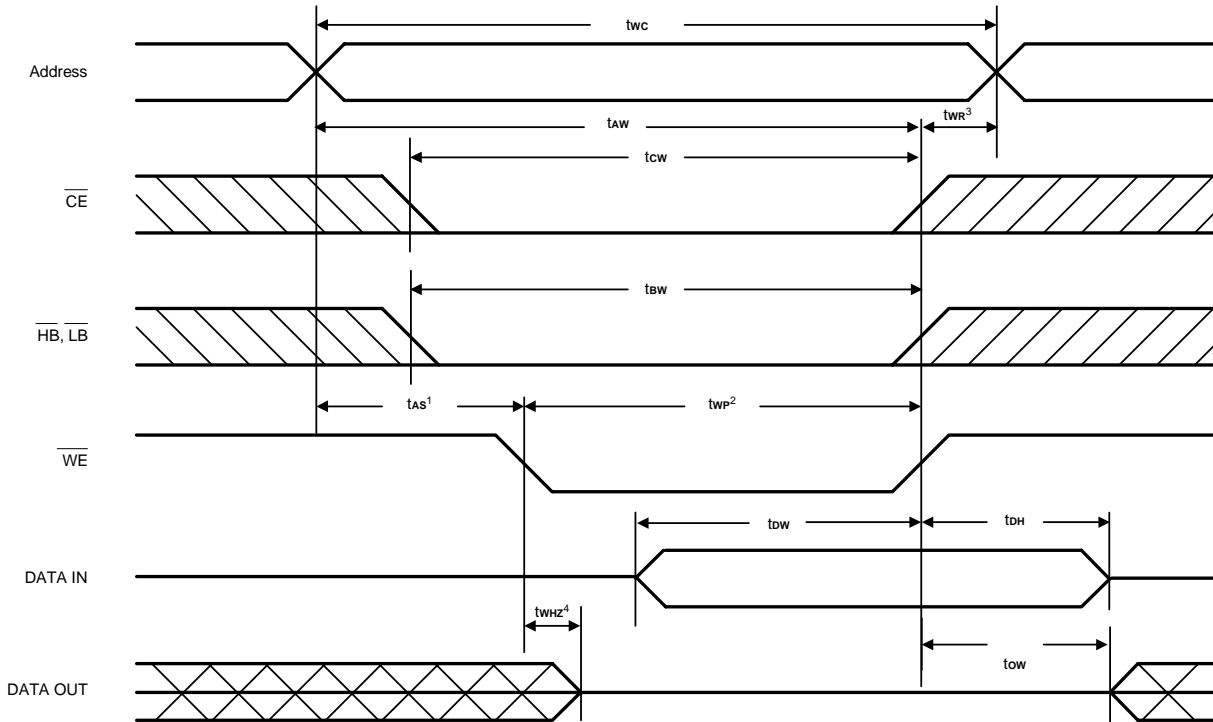 tWC
Address
tAW
tWR3
tCW
CE
tBW
HB, LB
tAS1
tWP2
WE
tDW
tDH
DATA IN
tWHZ4
tOW
DATA OUT